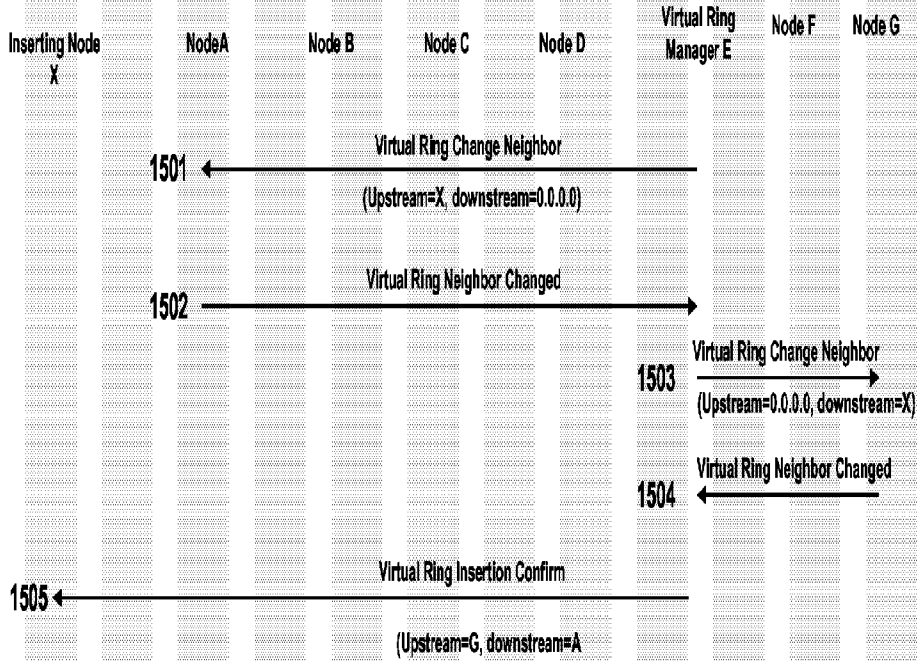 Inserting Node
X
NodeA
Node B
Node C
Node D
Virtual Ring
Manager E
Node F
Node G
Virtual Ring Change Neighbor
1501
(Upstream=X, downstream=0.0.0.0)
Virtual Ring Neighbor Changed
1502
Virtual Ring Change Neighbor
1503
(Upstream=0.0.0.0, downstream=X)
Virtual Ring Neighbor Changed
1504
Virtual Ring Insertion Confirm
1505
(Upstream=G, downstream=A